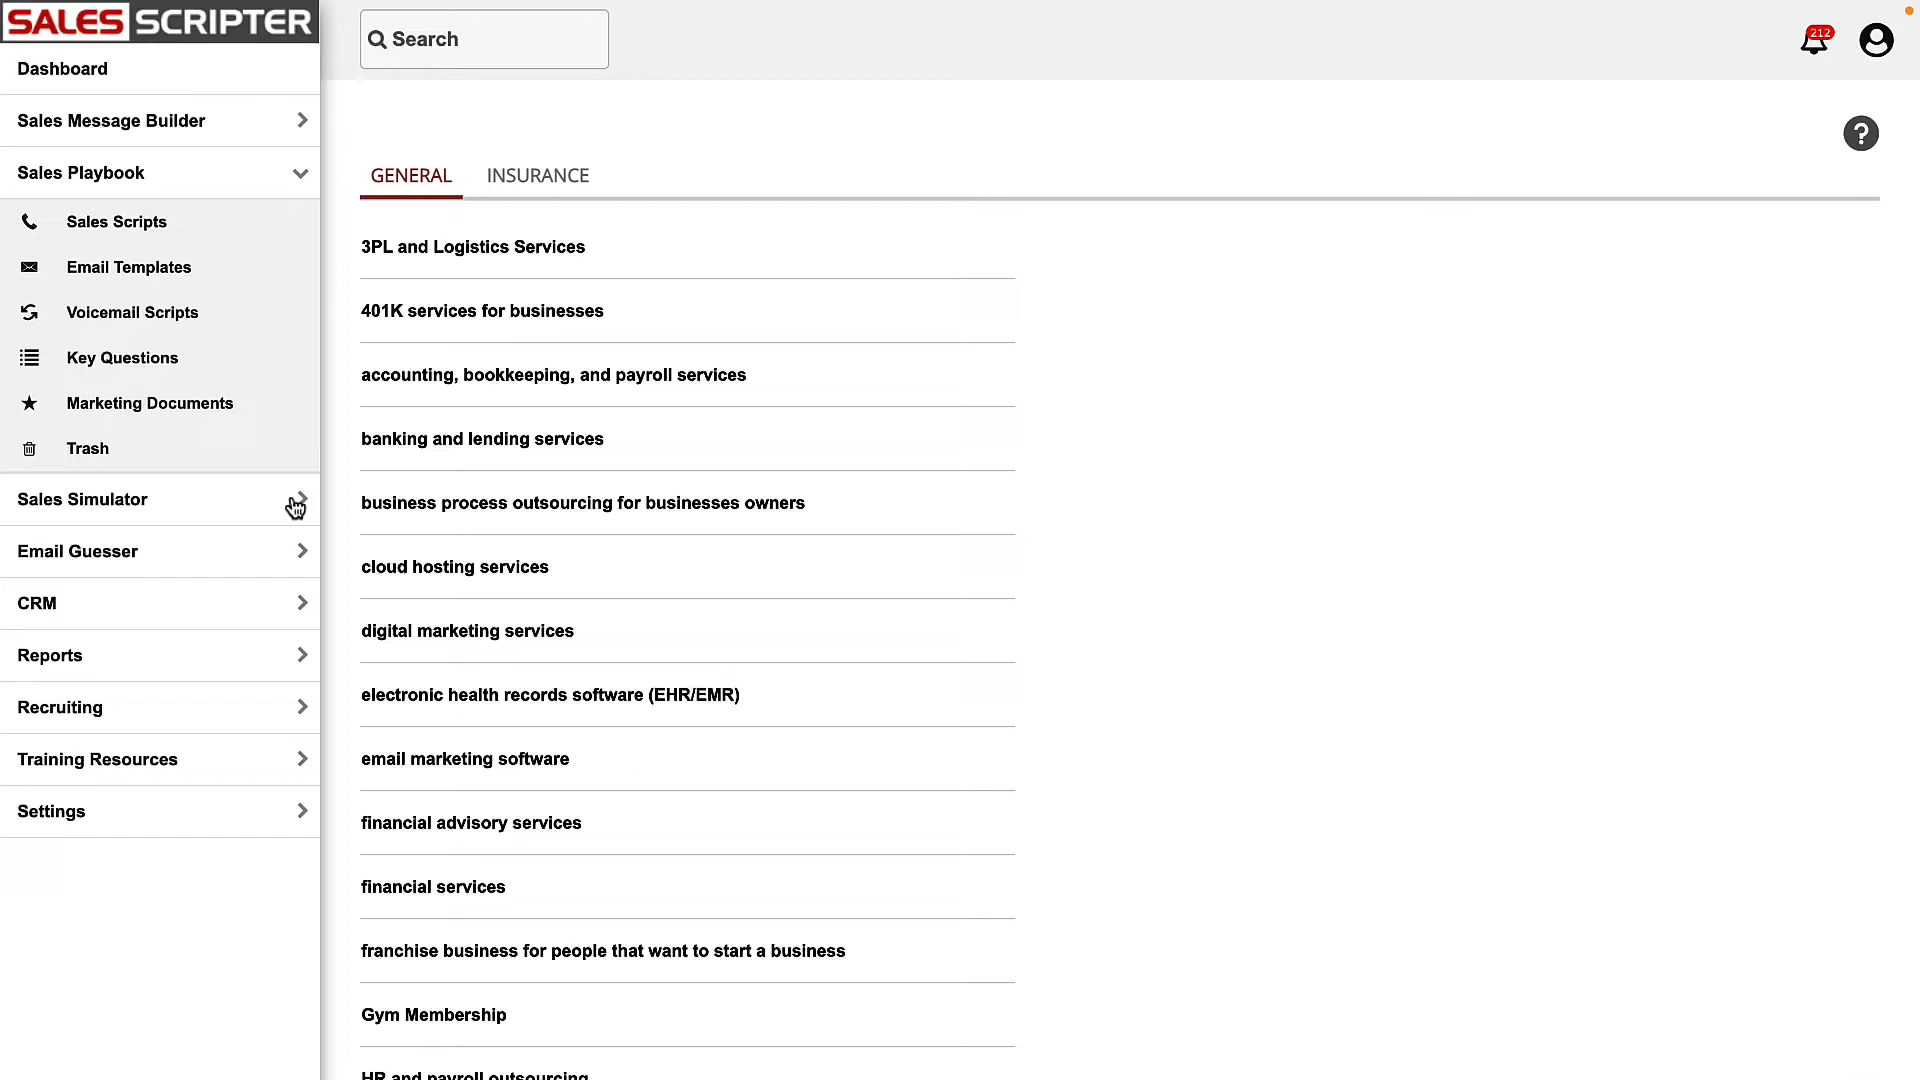 SALES SCRIPTER
Dashboard
Sales Message Builder
Sales Playbook
Sales Scripts
Email Templates
Voicemail Scripts
Key Questions
Marketing Documents
Trash
Sales Simulator
Email Guesser
CRM
Reports
Recruiting
Training Resources
Settings
Search
212
?
GENERAL INSURANCE
3PL and Logistics Services
401K services for businesses
accounting, bookkeeping, and payroll services
banking and lending services
business process outsourcing for businesses owners
cloud hosting services
digital marketing services
electronic health records software (EHR/EMR)
email marketing software
financial advisory services
financial services
franchise business for people that want to start a business
Gym Membership
HR and payroll outsourcing